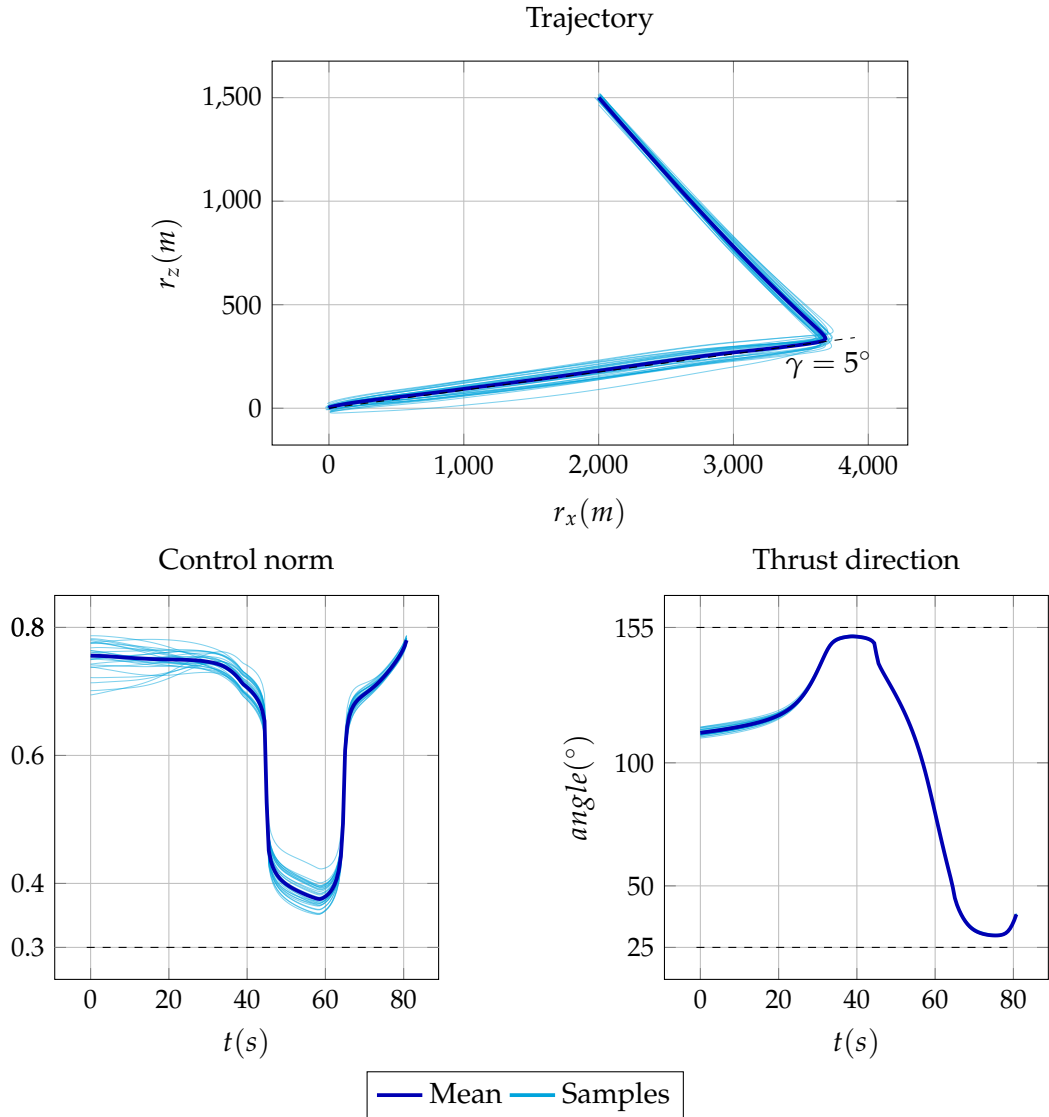 Trajectory
1,500
1,000
500
0
r_z(m)
γ = 5°
0 1,000 2,000 3,000 4,000
r_x(m)
Control norm
0.8
0.6
0.4
0.3
0 20 40 60 80
t(s)
Thrust direction
155
100
50
25
angle(°)
0 20 40 60 80
t(s)
Mean Samples